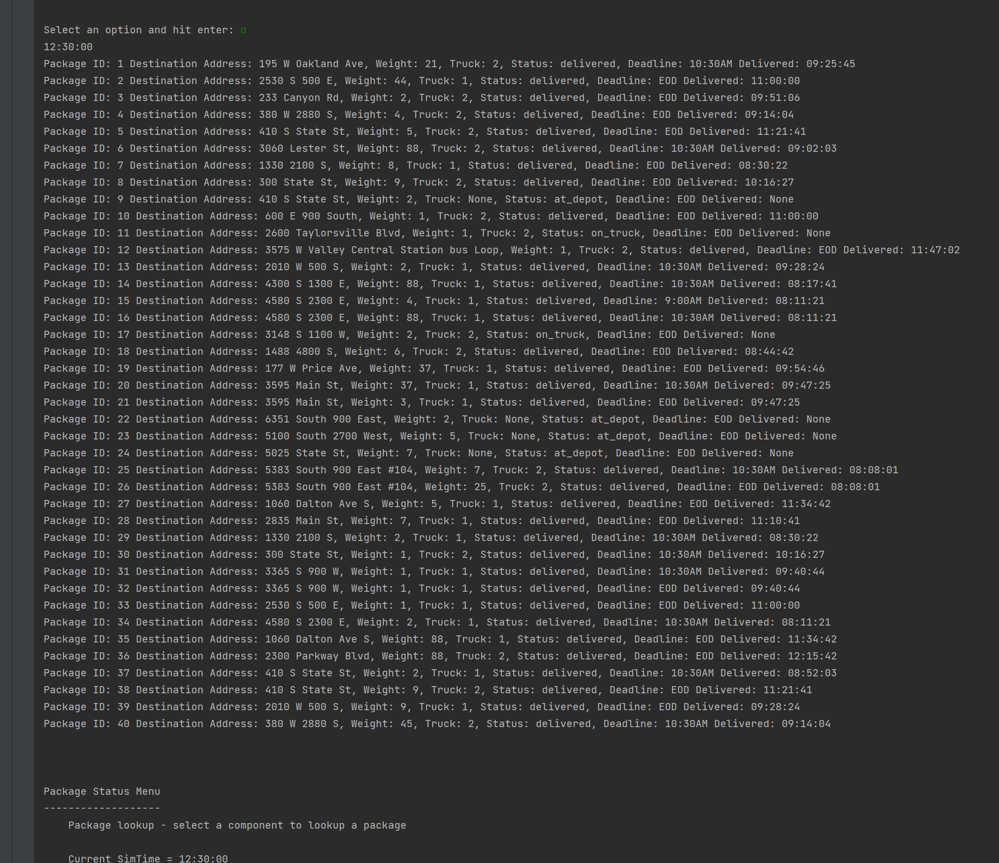 Select an option and hit enter: a
12:30:00
Package ID: 1 Destination Address: 195 W Oakland Ave, Weight: 21, Truck: 2, Status: delivered, Deadline: 10:30AM Delivered: 09:25:45
Package ID: 2 Destination Address: 2530 S 500 E, Weight: 44, Truck: 1, Status: delivered, Deadline: EOD Delivered: 11:00:00
Package ID: 3 Destination Address: 233 Canyon Rd, Weight: 2, Truck: 2, Status: delivered, Deadline: EOD Delivered: 09:51:06
Package ID: 4 Destination Address: 380 W 2880 S, Weight: 4, Truck: 2, Status: delivered, Deadline: EOD Delivered: 09:14:04
Package ID: 5 Destination Address: 410 S State St, Weight: 5, Truck: 2, Status: delivered, Deadline: EOD Delivered: 11:21:41
Package ID: 6 Destination Address: 3060 Lester St, Weight: 88, Truck: 2, Status: delivered, Deadline: 10:30AM Delivered: 09:02:03
Package ID: 7 Destination Address: 1330 2100 S, Weight: 8, Truck: 1, Status: delivered, Deadline: EOD Delivered: 08:30:22
Package ID: 8 Destination Address: 300 State St, Weight: 9, Truck: 2, Status: delivered, Deadline: EOD Delivered: 10:16:27
Package ID: 9 Destination Address: 410 S State St, Weight: 2, Truck: None, Status: at_depot, Deadline: EOD Delivered: None
Package ID: 10 Destination Address: 600 E 900 South, Weight: 1, Truck: 2, Status: delivered, Deadline: EOD Delivered: 11:00:00
Package ID: 11 Destination Address: 2600 Taylorsville Blvd, Weight: 1, Truck: 2, Status: on_truck, Deadline: EOD Delivered: None
Package ID: 12 Destination Address: 3575 W Valley Central Station bus Loop, Weight: 1, Truck: 2, Status: delivered, Deadline: EOD Delivered: 11:47:02
Package ID: 13 Destination Address: 2010 W 500 S, Weight: 2, Truck: 1, Status: delivered, Deadline: 10:30AM Delivered: 09:28:24
Package ID: 14 Destination Address: 4300 S 1300 E, Weight: 88, Truck: 1, Status: delivered, Deadline: 10:30AM Delivered: 08:17:41
Package ID: 15 Destination Address: 4580 S 2300 E, Weight: 4, Truck: 1, Status: delivered, Deadline: 9:00AM Delivered: 08:11:21
Package ID: 16 Destination Address: 4580 S 2300 E, Weight: 88, Truck: 1, Status: delivered, Deadline: 10:30AM Delivered: 08:11:21
Package ID: 17 Destination Address: 3148 S 1100 W, Weight: 2, Truck: 2, Status: on_truck, Deadline: EOD Delivered: None
Package ID: 18 Destination Address: 1488 4800 S, Weight: 6, Truck: 2, Status: delivered, Deadline: EOD Delivered: 08:44:42
Package ID: 19 Destination Address: 177 W Price Ave, Weight: 37, Truck: 1, Status: delivered, Deadline: EOD Delivered: 09:54:46
Package ID: 20 Destination Address: 3595 Main St, Weight: 37, Truck: 1, Status: delivered, Deadline: 10:30AM Delivered: 09:47:25
Package ID: 21 Destination Address: 3595 Main St, Weight: 3, Truck: 1, Status: delivered, Deadline: EOD Delivered: 09:47:25
Package ID: 22 Destination Address: 6351 South 900 East, Weight: 2, Truck: None, Status: at_depot, Deadline: EOD Delivered: None
Package ID: 23 Destination Address: 5100 South 2700 West, Weight: 5, Truck: None, Status: at_depot, Deadline: EOD Delivered: None
Package ID: 24 Destination Address: 5025 State St, Weight: 7, Truck: None, Status: at_depot, Deadline: EOD Delivered: None
Package ID: 25 Destination Address: 5383 South 900 East #104, Weight: 7, Truck: 2, Status: delivered, Deadline: 10:30AM Delivered: 08:08:01
Package ID: 26 Destination Address: 5383 South 900 East #104, Weight: 25, Truck: 2, Status: delivered, Deadline: EOD Delivered: 08:08:01
Package ID: 27 Destination Address: 1060 Dalton Ave S, Weight: 5, Truck: 1, Status: delivered, Deadline: EOD Delivered: 11:34:42
Package ID: 28 Destination Address: 2835 Main St, Weight: 7, Truck: 1, Status: delivered, Deadline: EOD Delivered: 11:10:41
Package ID: 29 Destination Address: 1330 2100 S, Weight: 2, Truck: 1, Status: delivered, Deadline: 10:30AM Delivered: 08:30:22
Package ID: 30 Destination Address: 300 State St, Weight: 1, Truck: 2, Status: delivered, Deadline: 10:30AM Delivered: 10:16:27
Package ID: 31 Destination Address: 3365 S 900 W, Weight: 1, Truck: 1, Status: delivered, Deadline: 10:30AM Delivered: 09:40:44
Package ID: 32 Destination Address: 3365 S 900 W, Weight: 1, Truck: 1, Status: delivered, Deadline: EOD Delivered: 09:40:44
Package ID: 33 Destination Address: 2530 S 500 E, Weight: 1, Truck: 1, Status: delivered, Deadline: EOD Delivered: 11:00:00
Package ID: 34 Destination Address: 4580 S 2300 E, Weight: 2, Truck: 1, Status: delivered, Deadline: 10:30AM Delivered: 08:11:21
Package ID: 35 Destination Address: 1060 Dalton Ave S, Weight: 88, Truck: 1, Status: delivered, Deadline: EOD Delivered: 11:34:42
Package ID: 36 Destination Address: 2300 Parkway Blvd, Weight: 88, Truck: 2, Status: delivered, Deadline: EOD Delivered: 12:15:42
Package ID: 37 Destination Address: 410 S State St, Weight: 2, Truck: 1, Status: delivered, Deadline: 10:30AM Delivered: 08:52:03
Package ID: 38 Destination Address: 410 S State St, Weight: 9, Truck: 2, Status: delivered, Deadline: EOD Delivered: 11:21:41
Package ID: 39 Destination Address: 2010 W 500 S, Weight: 9, Truck: 1, Status: delivered, Deadline: EOD Delivered: 09:28:24
Package ID: 40 Destination Address: 380 W 2880 S, Weight: 45, Truck: 2, Status: delivered, Deadline: 10:30AM Delivered: 09:14:04
Package Status Menu
-------------------
Package lookup - select a component to lookup a package
Current SimTime = 12:30:00